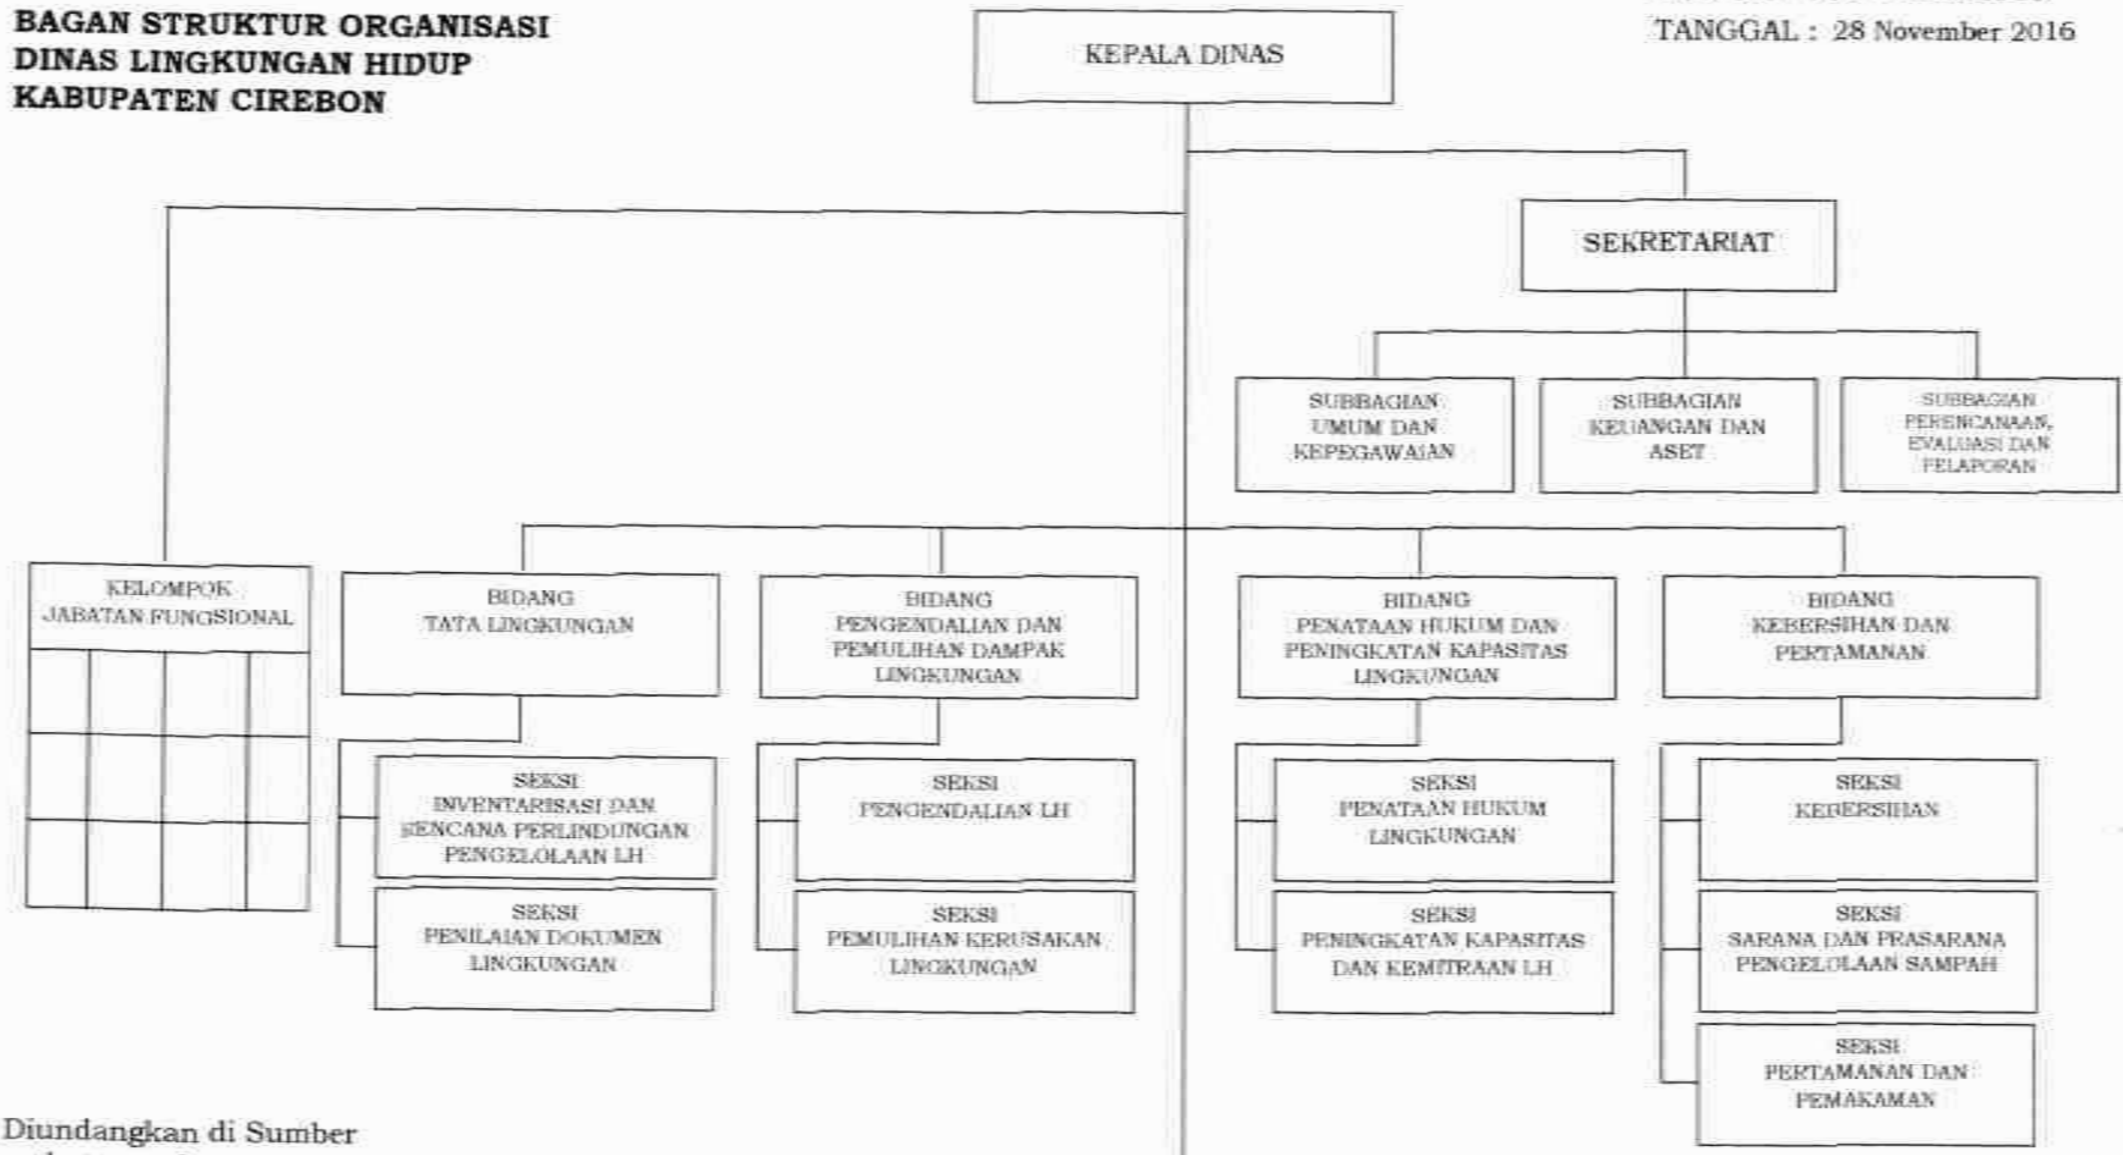 BAGAN STRUKTUR ORGANISASI
DINAS LINGKUNGAN HIDUP
KABUPATEN CIREBON
TANGGAL : 28 November 2016
KEPALA DINAS
SEKRETARIAT
SUBBAGIAN
UMUM DAN
KEPEGAWAIAN
SUBBAGIAN
KEUANGAN DAN
ASET
SUBBAGIAN
PERENCANAAN,
EVALUASI DAN
PELAPORAN
KELOMPOK
JABATAN FUNGSIONAL
BIDANG
TATA LINGKUNGAN
BIDANG
PENGENDALIAN DAN
PEMULIHAN DAMPAK
LINGKUNGAN
BIDANG
PENATAAN HUKUM DAN
PENINGKATAN KAPASITAS
LINGKUNGAN
BIDANG
KEBERSIHAN DAN
PERTAMANAN
SEKSI
INVENTARISASI DAN
RENCANA PERLINDUNGAN
PENGELOLAAN LH
SEKSI
PENILAIAN DOKUMEN
LINGKUNGAN
SEKSI
PENGENDALIAN LH
SEKSI
PEMULIHAN KERUSAKAN
LINGKUNGAN
SEKSI
PENATAAN HUKUM
LINGKUNGAN
SEKSI
PENINGKATAN KAPASITAS
DAN KEMITRAAN LH
SEKSI
KEBERSIHAN
SEKSI
SARANA DAN PRASARANA
PENGELOLAAN SAMPAH
SEKSI
PERTAMANAN DAN
PEMAKAMAN
Diundangkan di Sumber